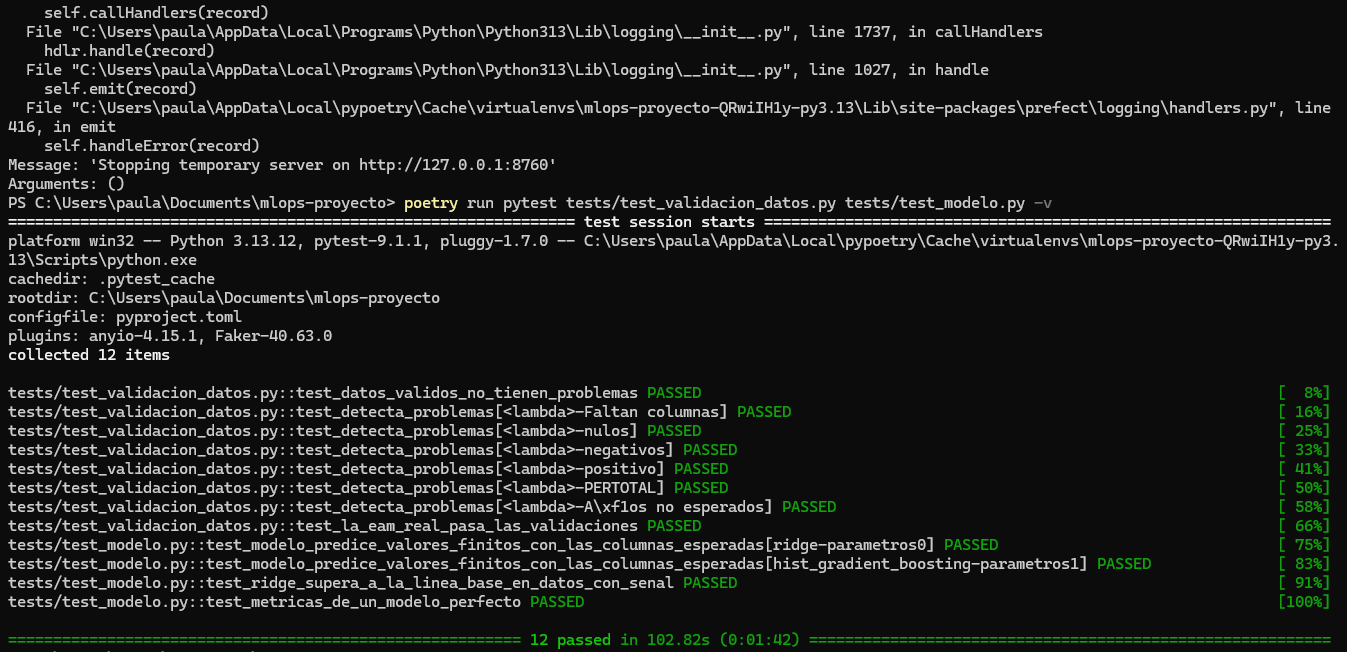 self.callHandlers(record)
  File "C:\Users\paula\AppData\Local\Programs\Python\Python313\Lib\logging\__init__.py", line 1737, in callHandlers
    hdlr.handle(record)
  File "C:\Users\paula\AppData\Local\Programs\Python\Python313\Lib\logging\__init__.py", line 1027, in handle
    self.emit(record)
  File "C:\Users\paula\AppData\Local\pypoetry\Cache\virtualenvs\mlops-proyecto-QRwiIH1y-py3.13\Lib\site-packages\prefect\logging\handlers.py", line
416, in emit
    self.handleError(record)
Message: 'Stopping temporary server on http://127.0.0.1:8760'
Arguments: ()
PS C:\Users\paula\Documents\mlops-proyecto> poetry run pytest tests/test_validacion_datos.py tests/test_modelo.py -v
=============================================================== test session starts ===============================================================
platform win32 -- Python 3.13.12, pytest-9.1.1, pluggy-1.7.0 -- C:\Users\paula\AppData\Local\pypoetry\Cache\virtualenvs\mlops-proyecto-QRwiIH1y-py3.
13\Scripts\python.exe
cachedir: .pytest_cache
rootdir: C:\Users\paula\Documents\mlops-proyecto
configfile: pyproject.toml
plugins: anyio-4.15.1, Faker-40.63.0
collected 12 items

tests/test_validacion_datos.py::test_datos_validos_no_tienen_problemas PASSED [  8%]
tests/test_validacion_datos.py::test_detecta_problemas[<lambda>-Faltan columnas] PASSED [ 16%]
tests/test_validacion_datos.py::test_detecta_problemas[<lambda>-nulos] PASSED [ 25%]
tests/test_validacion_datos.py::test_detecta_problemas[<lambda>-negativos] PASSED [ 33%]
tests/test_validacion_datos.py::test_detecta_problemas[<lambda>-positivo] PASSED [ 41%]
tests/test_validacion_datos.py::test_detecta_problemas[<lambda>-PERTOTAL] PASSED [ 50%]
tests/test_validacion_datos.py::test_detecta_problemas[<lambda>-A\xf1os no esperados] PASSED [ 58%]
tests/test_validacion_datos.py::test_la_eam_real_pasa_las_validaciones PASSED [ 66%]
tests/test_modelo.py::test_modelo_predice_valores_finitos_con_las_columnas_esperadas[ridge-parametros0] PASSED [ 75%]
tests/test_modelo.py::test_modelo_predice_valores_finitos_con_las_columnas_esperadas[hist_gradient_boosting-parametros1] PASSED [ 83%]
tests/test_modelo.py::test_ridge_supera_a_la_linea_base_en_datos_con_senal PASSED [ 91%]
tests/test_modelo.py::test_metricas_de_un_modelo_perfecto PASSED [100%]

========================================================= 12 passed in 102.82s (0:01:42) ==========================================================